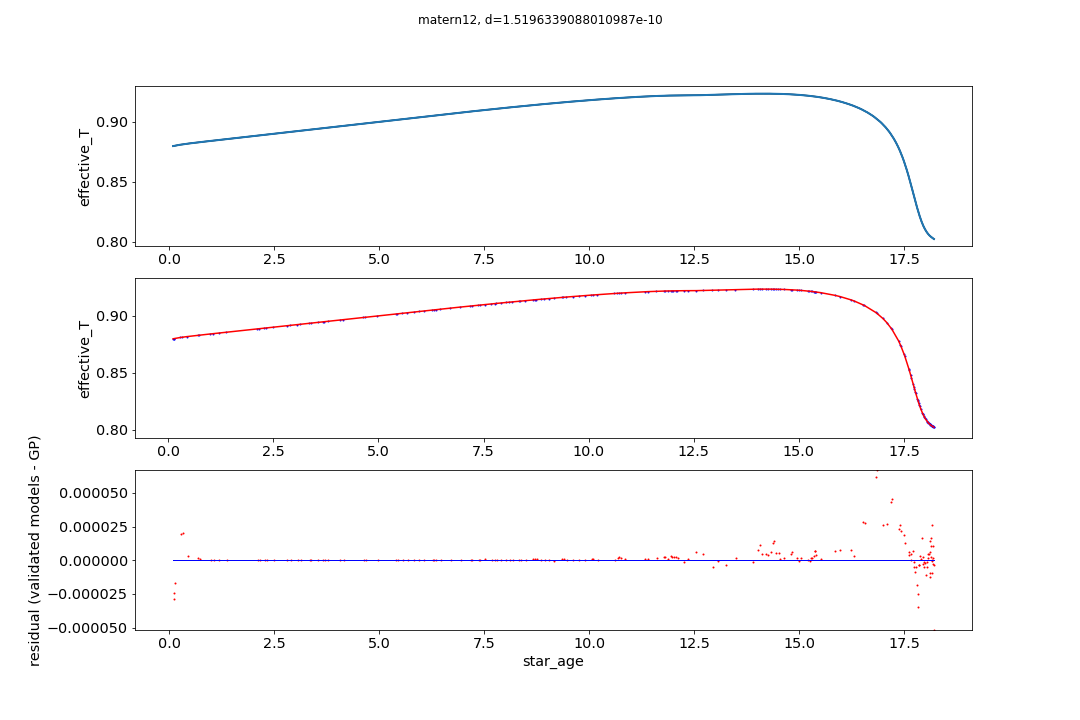 matern12, d=1.5196339088010987e-10
effective_T
0.90
0.85
0.80
0.0 2.5 5.0 7.5 10.0 12.5 15.0 17.5
effective_T
0.90
0.85
0.80
0.0 2.5 5.0 7.5 10.0 12.5 15.0 17.5
residual (validated models - GP)
0.000050
0.000025
0.000000
−0.000025
−0.000050
0.0 2.5 5.0 7.5 10.0 12.5 15.0 17.5
star_age